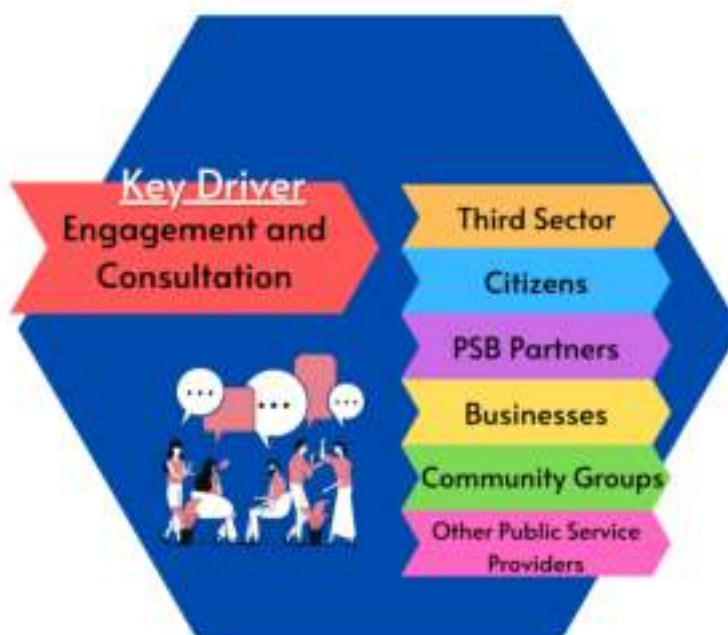 Key Driver
Engagement and
Consultation
Third Sector
Citizens
PSB Partners
Businesses
Community Groups
Other Public Service
Providers